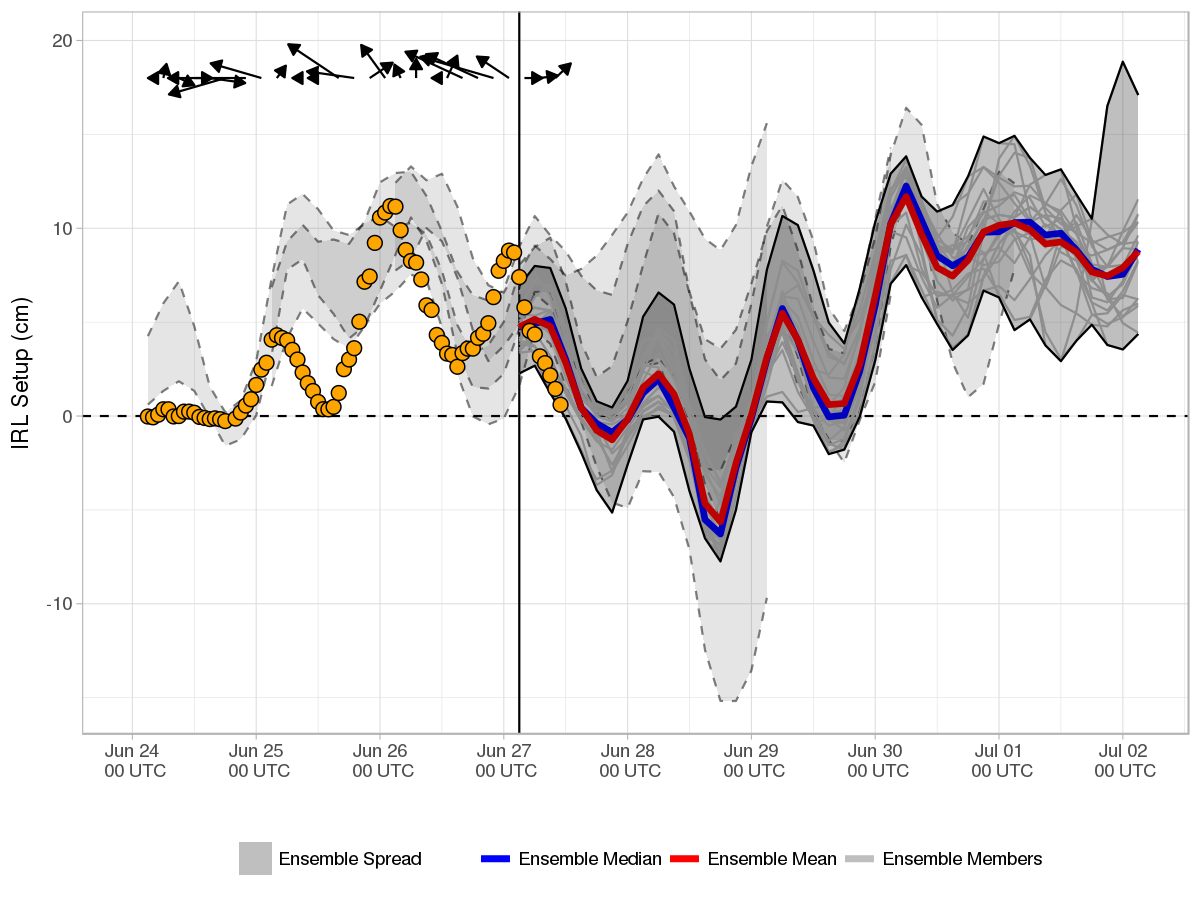 20
10
0
-10
IRL Setup (cm)
Jun 24 Jun 25 Jun 26 Jun 27 Jun 28 Jun 29 Jun 30 Jul 01 Jul 02
00 UTC 00 UTC 00 UTC 00 UTC 00 UTC 00 UTC 00 UTC 00 UTC 00 UTC
Ensemble Spread Ensemble Median Ensemble Mean Ensemble Members